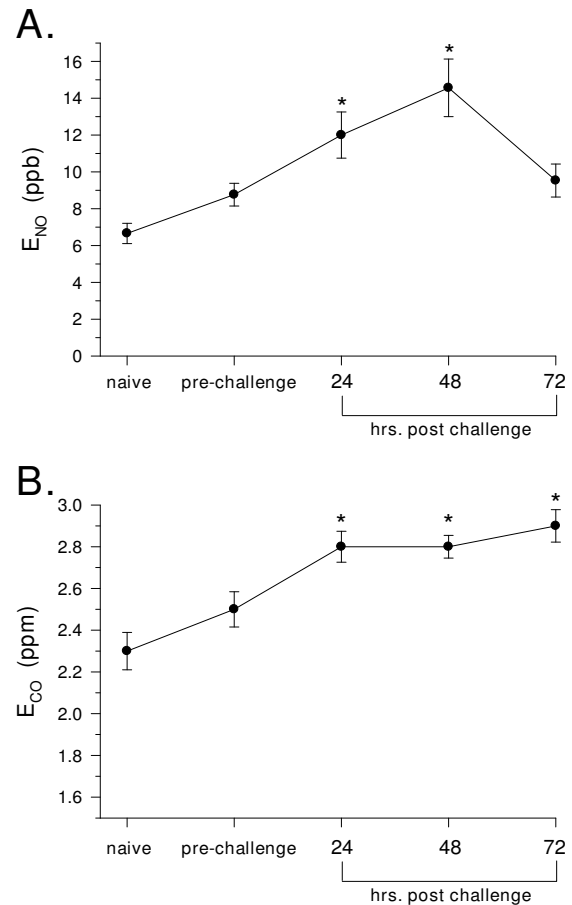 A.
16
14
12
10
8
6
4
2
0
E_NO (ppb)
* *
naive pre-challenge 24 48 72
hrs. post challenge
B.
3.0
2.8
2.6
2.4
2.2
2.0
1.8
1.6
E_CO (ppm)
* * *
naive pre-challenge 24 48 72
hrs. post challenge